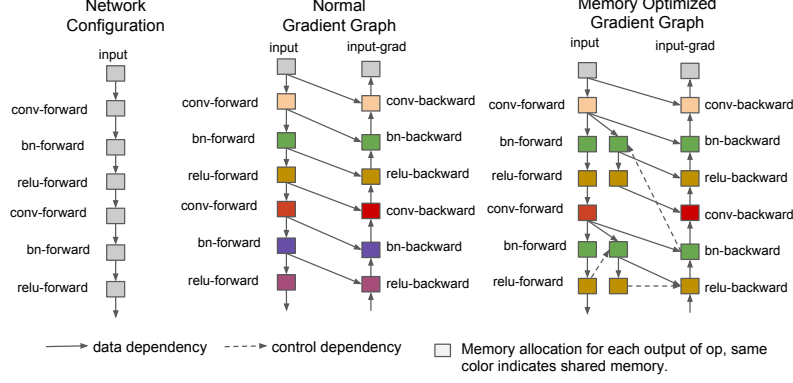 Network
Configuration
input
conv-forward
bn-forward
relu-forward
conv-forward
bn-forward
relu-forward
Normal
Gradient Graph
input
input-grad
conv-forward
conv-backward
bn-forward
bn-backward
relu-forward
relu-backward
conv-forward
conv-backward
bn-forward
bn-backward
relu-forward
relu-backward
Memory Optimized
Gradient Graph
input
input-grad
conv-forward
conv-backward
bn-forward
bn-backward
relu-forward
relu-backward
conv-forward
conv-backward
bn-forward
bn-backward
relu-forward
relu-backward
data dependency
control dependency
Memory allocation for each output of op, same
color indicates shared memory.